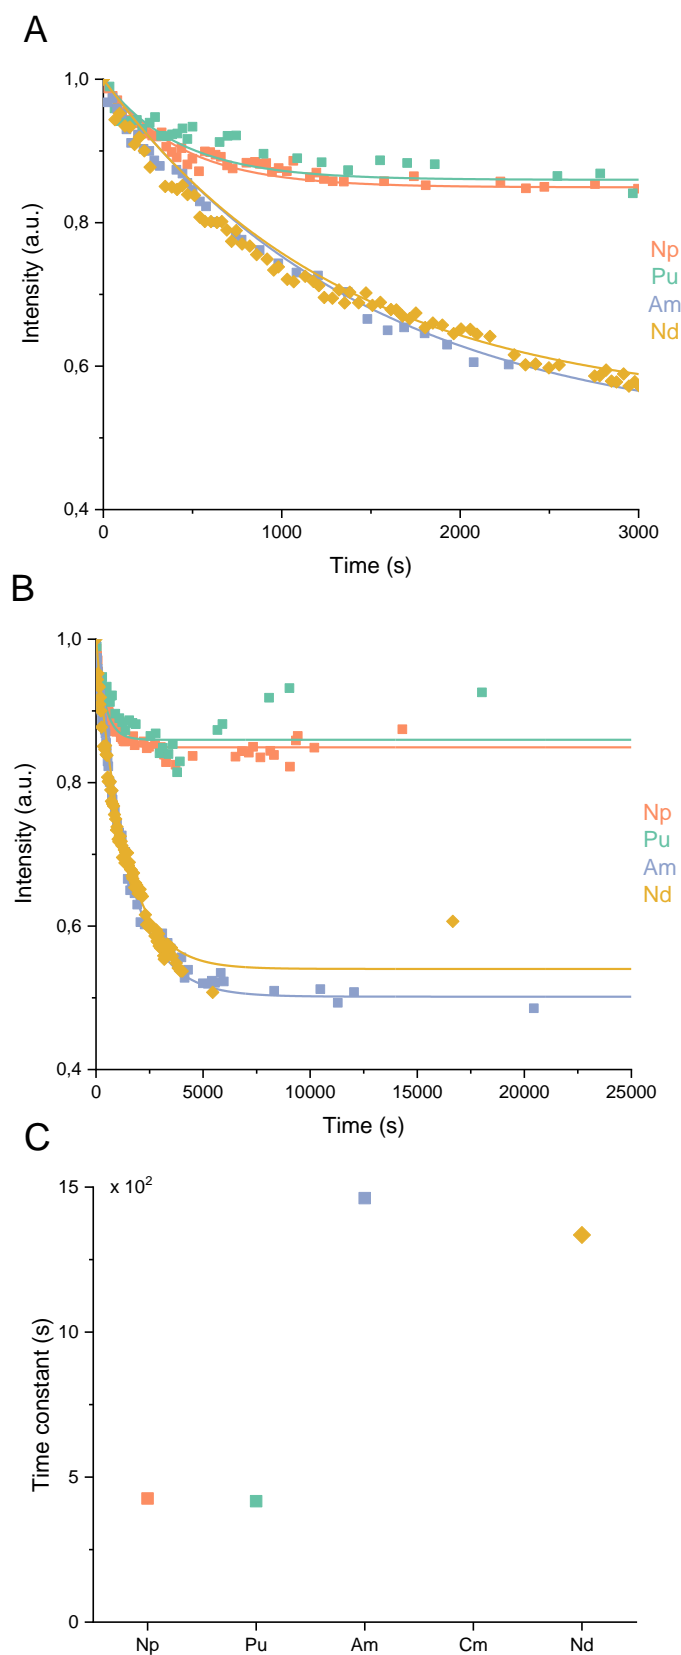 A
1,0
0,8
0,6
0,4
Intensity (a.u.)
0 1000 2000 3000
Time (s)
Np
Pu
Am
Nd
B
1,0
0,8
0,6
0,4
Intensity (a.u.)
0 5000 10000 15000 20000 25000
Time (s)
Np
Pu
Am
Nd
C
15 x 10²
10
5
0
Time constant (s)
Np Pu Am Cm Nd